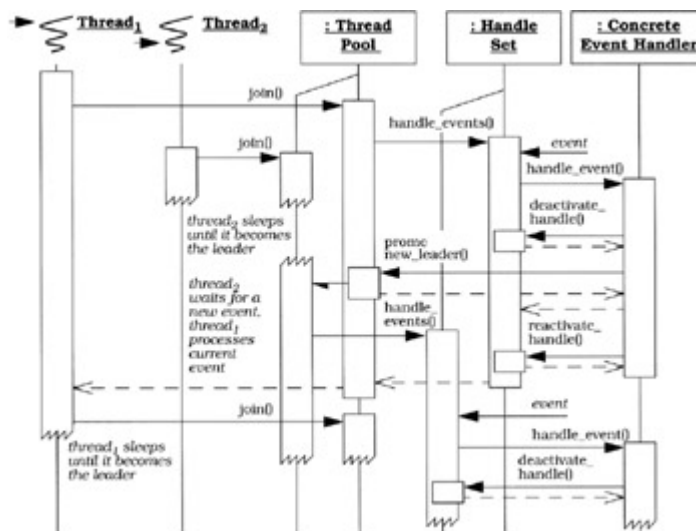 Thread1
Thread2
: Thread
Pool
: Handle
Set
: Concrete
Event Handler
join()
handle_events()
event
join()
handle_event()
deactivate_
handle()
thread2 sleeps
until it becomes
the leader
promc
new_leader()
thread2
waits for a
new event,
thread1
processes
current
event
handle_
events()
reactivate_
handle()
join()
event
handle_event()
thread1 sleeps
until it becomes
the leader
deactivate_
handle()